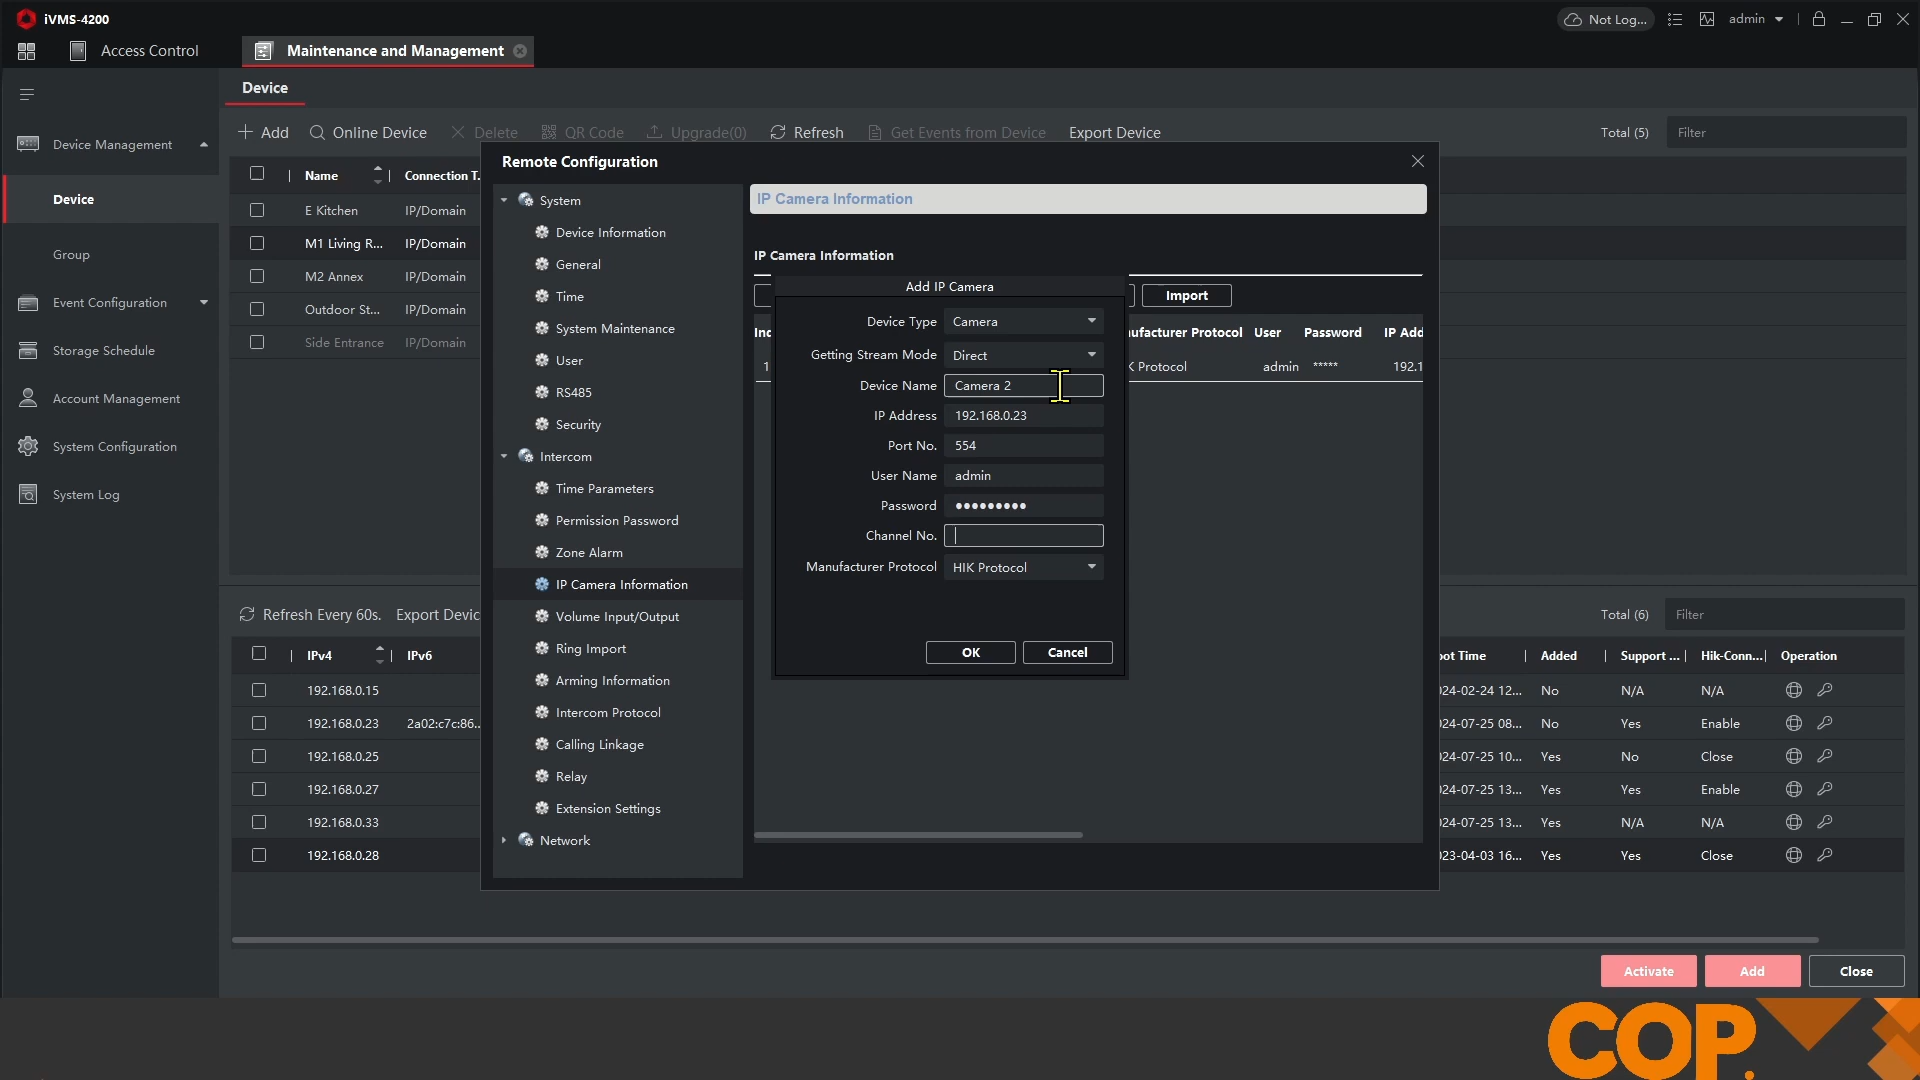 iVMS-4200
Not Log...
admin
Access Control
Maintenance and Management
Device
Add
Online Device
Delete
QR Code
Upgrade(0)
Refresh
Get Events from Device
Export Device
Total (5)
Filter
Device Management
Device
Group
Event Configuration
Storage Schedule
Account Management
System Configuration
System Log
Name
Connection T.
E Kitchen IP/Domain
M1 Living R... IP/Domain
M2 Annex IP/Domain
Outdoor St... IP/Domain
Side Entrance IP/Domain
Remote Configuration
System
Device Information
General
Time
System Maintenance
User
RS485
Security
Intercom
Time Parameters
Permission Password
Zone Alarm
IP Camera Information
Volume Input/Output
Ring Import
Arming Information
Intercom Protocol
Calling Linkage
Relay
Extension Settings
Network
IP Camera Information
IP Camera Information
Import
Inc ufacturer Protocol User Password IP Add
1 K Protocol admin ***** 192.1
Add IP Camera
Device Type Camera
Getting Stream Mode Direct
Device Name Camera 2
IP Address 192.168.0.23
Port No. 554
User Name admin
Password ●●●●●●●●●
Channel No.
Manufacturer Protocol HIK Protocol
OK Cancel
Refresh Every 60s. Export Devic
Total (6)
Filter
IPv4 IPv6 oot Time Added Support ... Hik-Conn... Operation
192.168.0.15 24-02-24 12... No N/A N/A
192.168.0.23 2a02:c7c:86.. 24-07-25 08... No Yes Enable
192.168.0.25 24-07-25 10... Yes No Close
192.168.0.27 24-07-25 13... Yes Yes Enable
192.168.0.33 24-07-25 13... Yes N/A N/A
192.168.0.28 23-04-03 16... Yes Yes Close
Activate Add Close
COP.